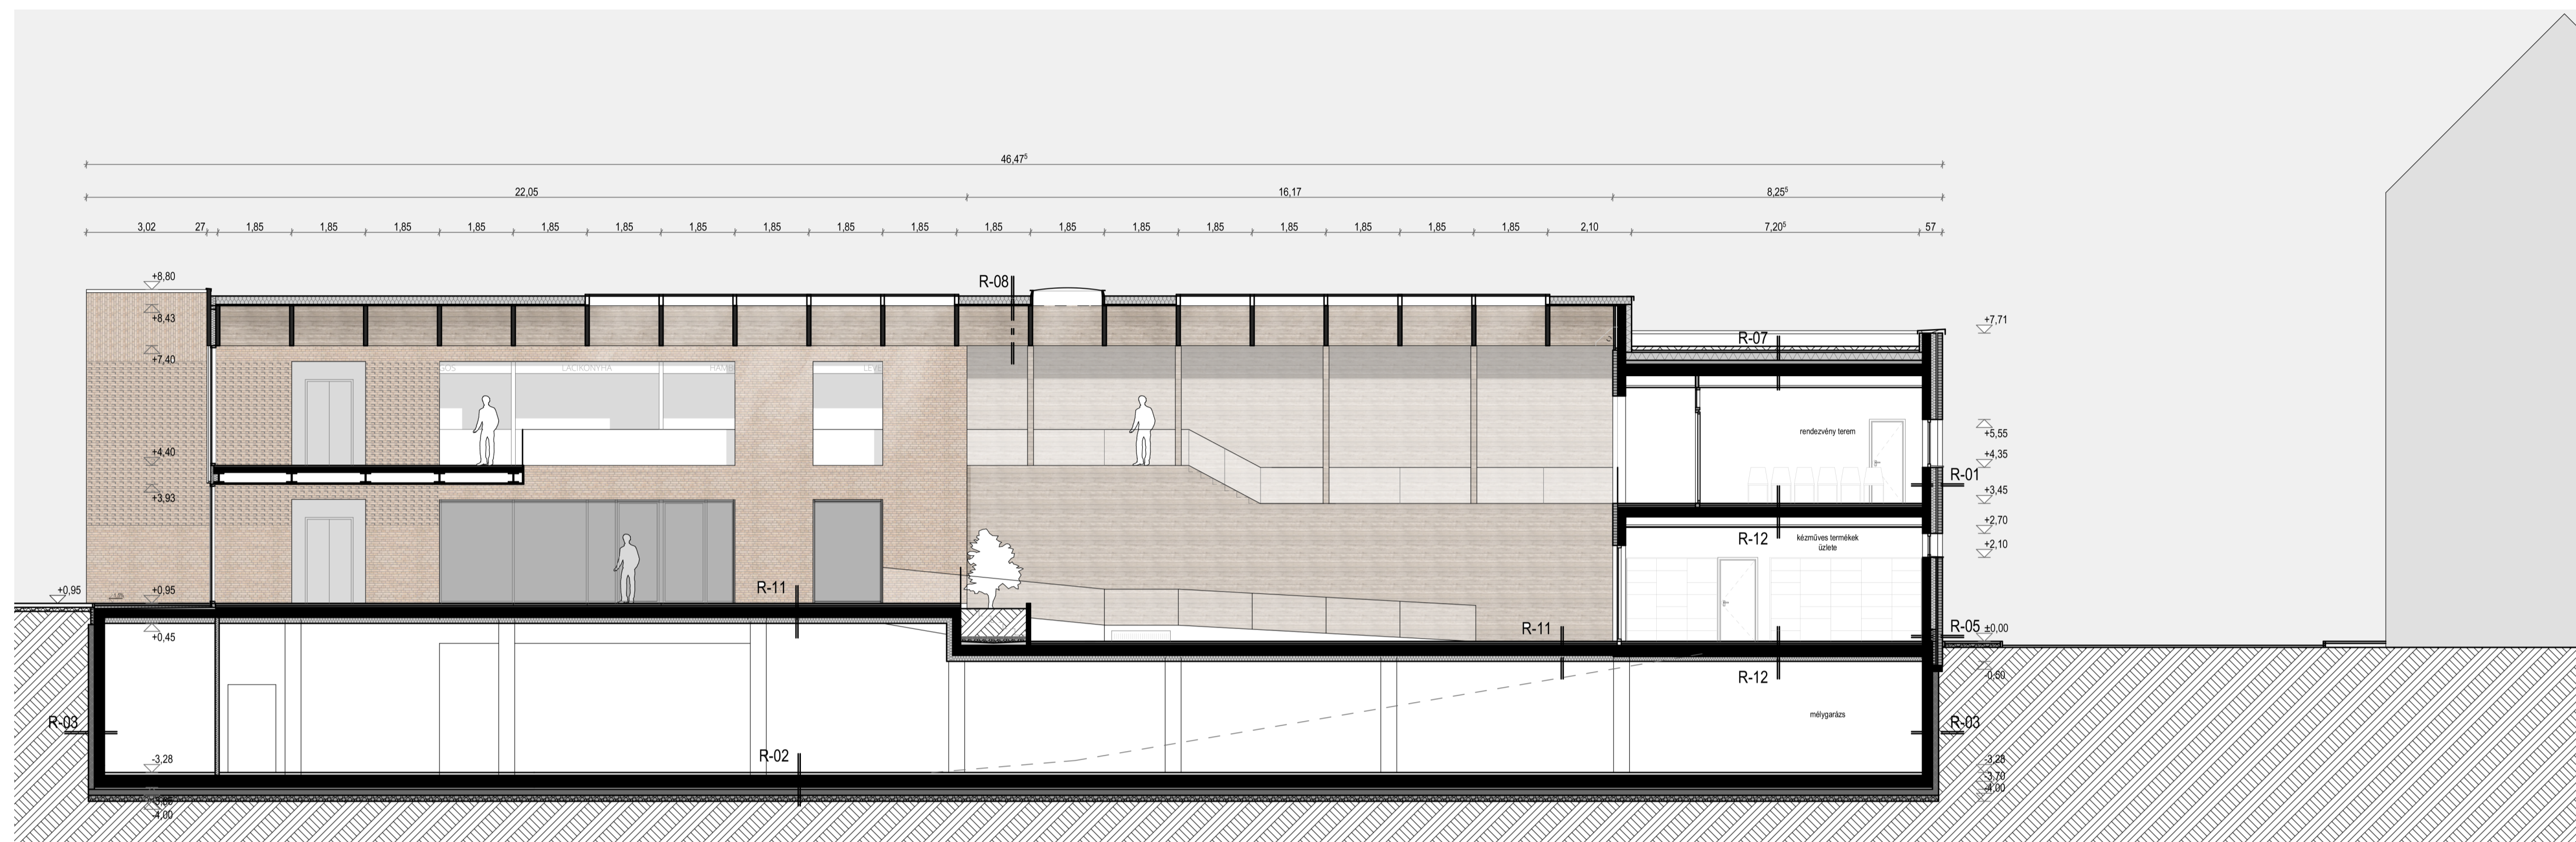 46,47⁵
22,05 16,17 8,25⁵
3,02 27 1,85 1,85 1,85 1,85 1,85 1,85 1,85 1,85 1,85 1,85 1,85 1,85 1,85 1,85 1,85 1,85 1,85 1,85 2,10 7,20⁵ 57
+8,80
R-08
+8,43
+7,71
R-07
+7,40
GOS LACIKONYHA HAMB LEVE
+5,55
rendezvény terem
+4,40
+4,35
R-01
+3,93
+3,45
+2,70
R-12
kézműves termékek
üzlete
+2,10
+0,95
+0,95
R-11
+0,45
R-11
R-05
±0,00
-0,60
R-12
mélygarázs
R-03
R-03
R-02
-3,28
-3,28
-3,70
-4,00
-4,00